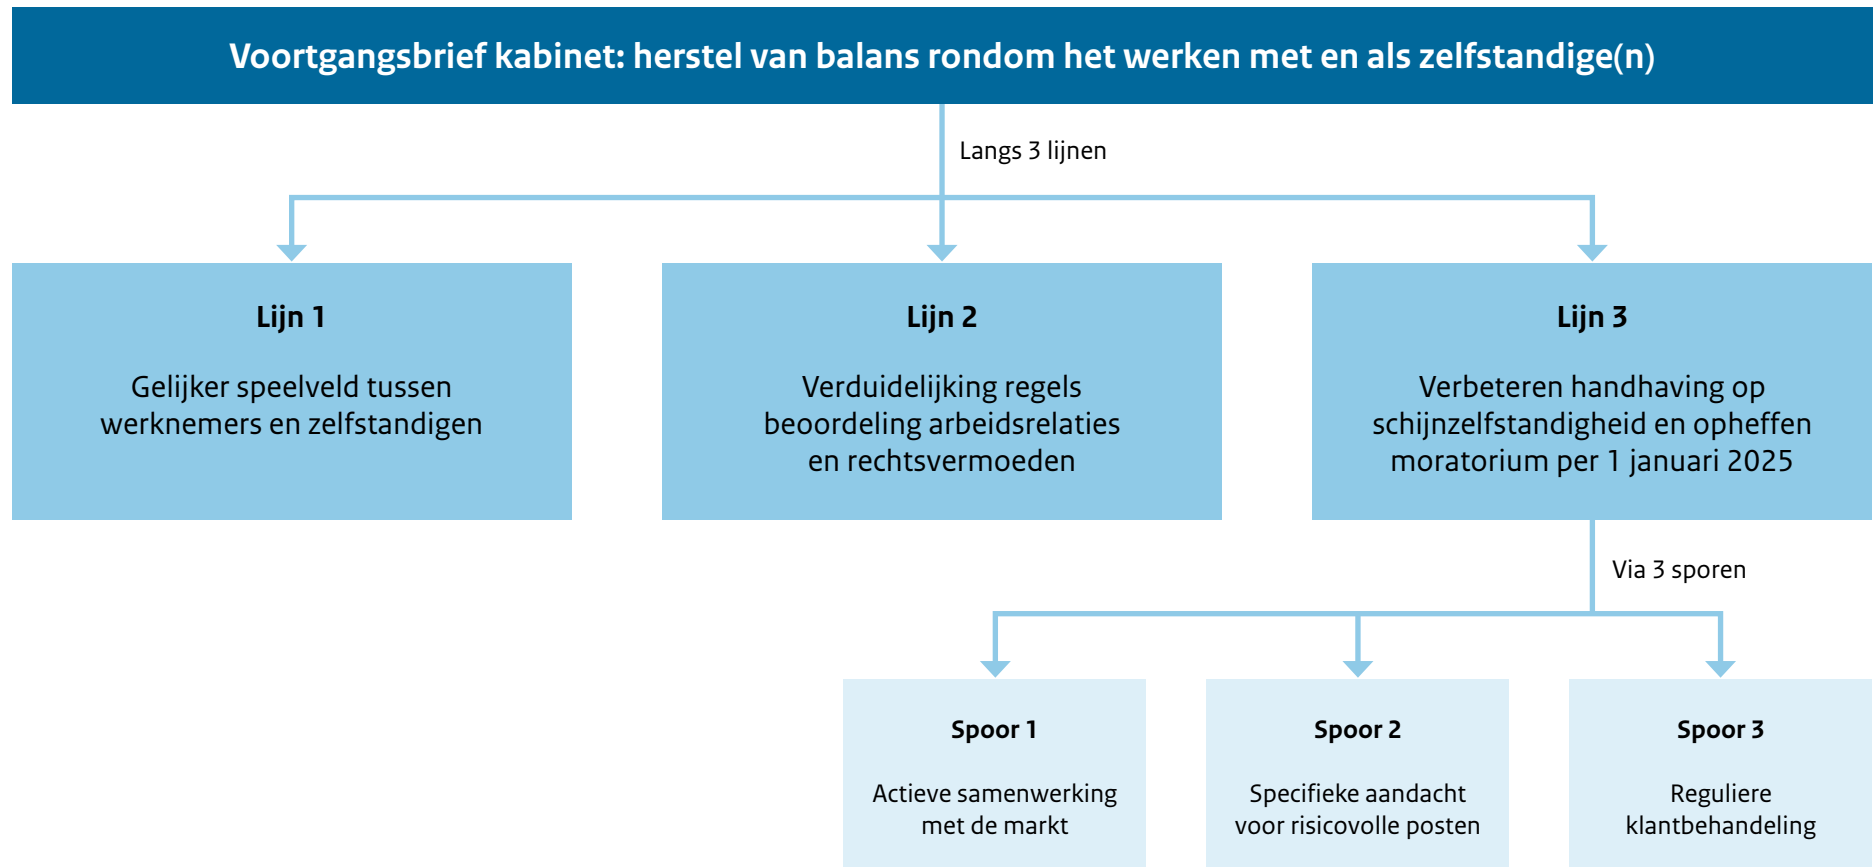 Voortgangsbrief kabinet: herstel van balans rondom het werken met en als zelfstandige(n)
Langs 3 lijnen
Lijn 1
Gelijker speelveld tussen
werknemers en zelfstandigen
Lijn 2
Verduidelijking regels
beoordeling arbeidsrelaties
en rechtsvermoeden
Lijn 3
Verbeteren handhaving op
schijnzelfstandigheid en opheffen
moratorium per 1 januari 2025
Via 3 sporen
Spoor 1
Actieve samenwerking
met de markt
Spoor 2
Specifieke aandacht
voor risicovolle posten
Spoor 3
Reguliere
klantbehandeling